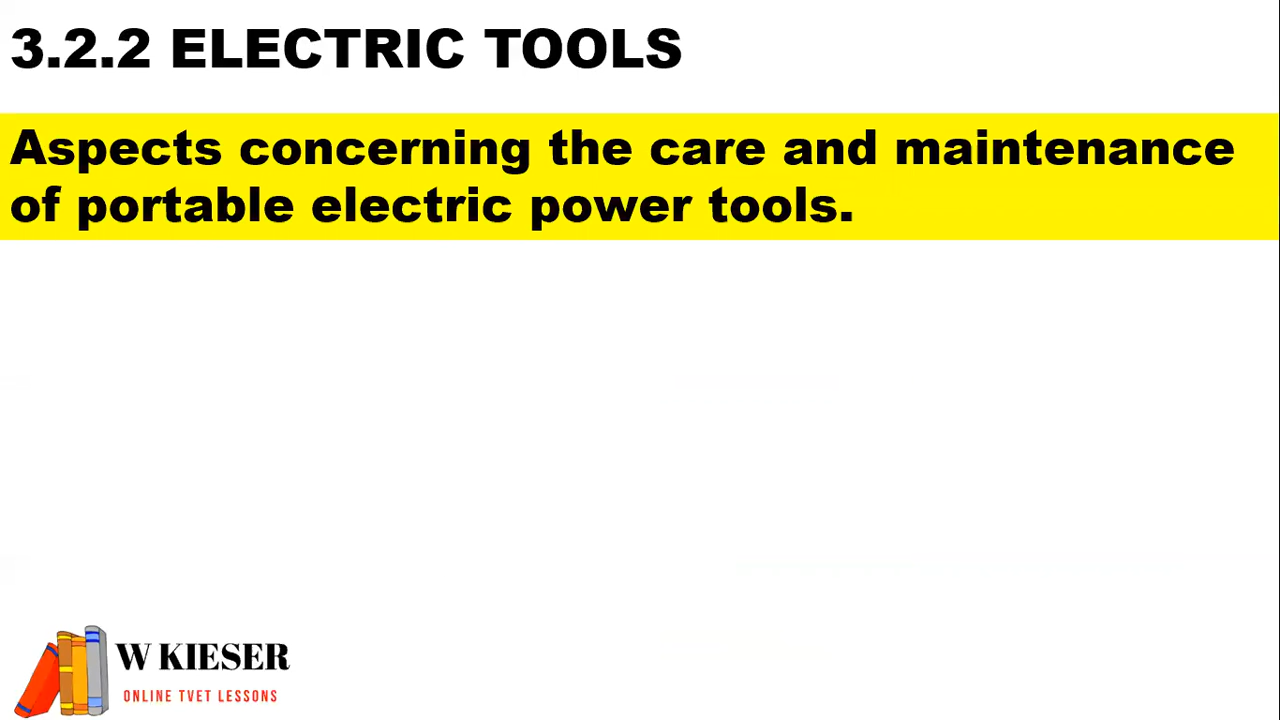 3.2.2 ELECTRIC TOOLS
Aspects concerning the care and maintenance
of portable electric power tools.
W KIESER
ONLINE TVET LESSONS